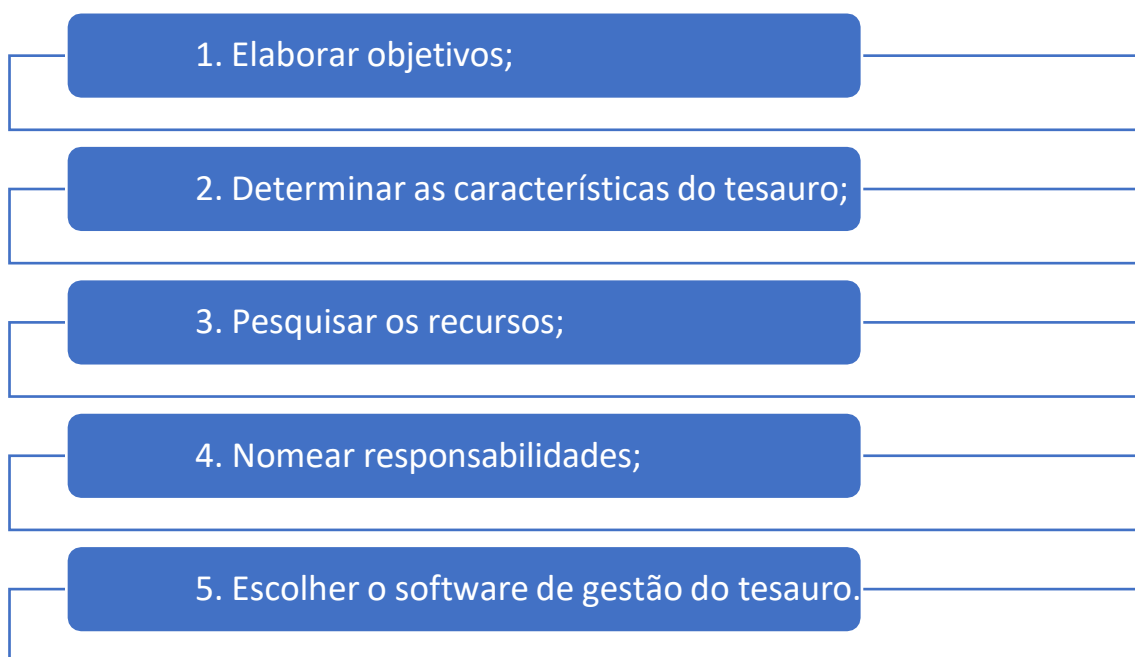 1. Elaborar objetivos;
2. Determinar as características do tesauro;
3. Pesquisar os recursos;
4. Nomear responsabilidades;
5. Escolher o software de gestão do tesauro.